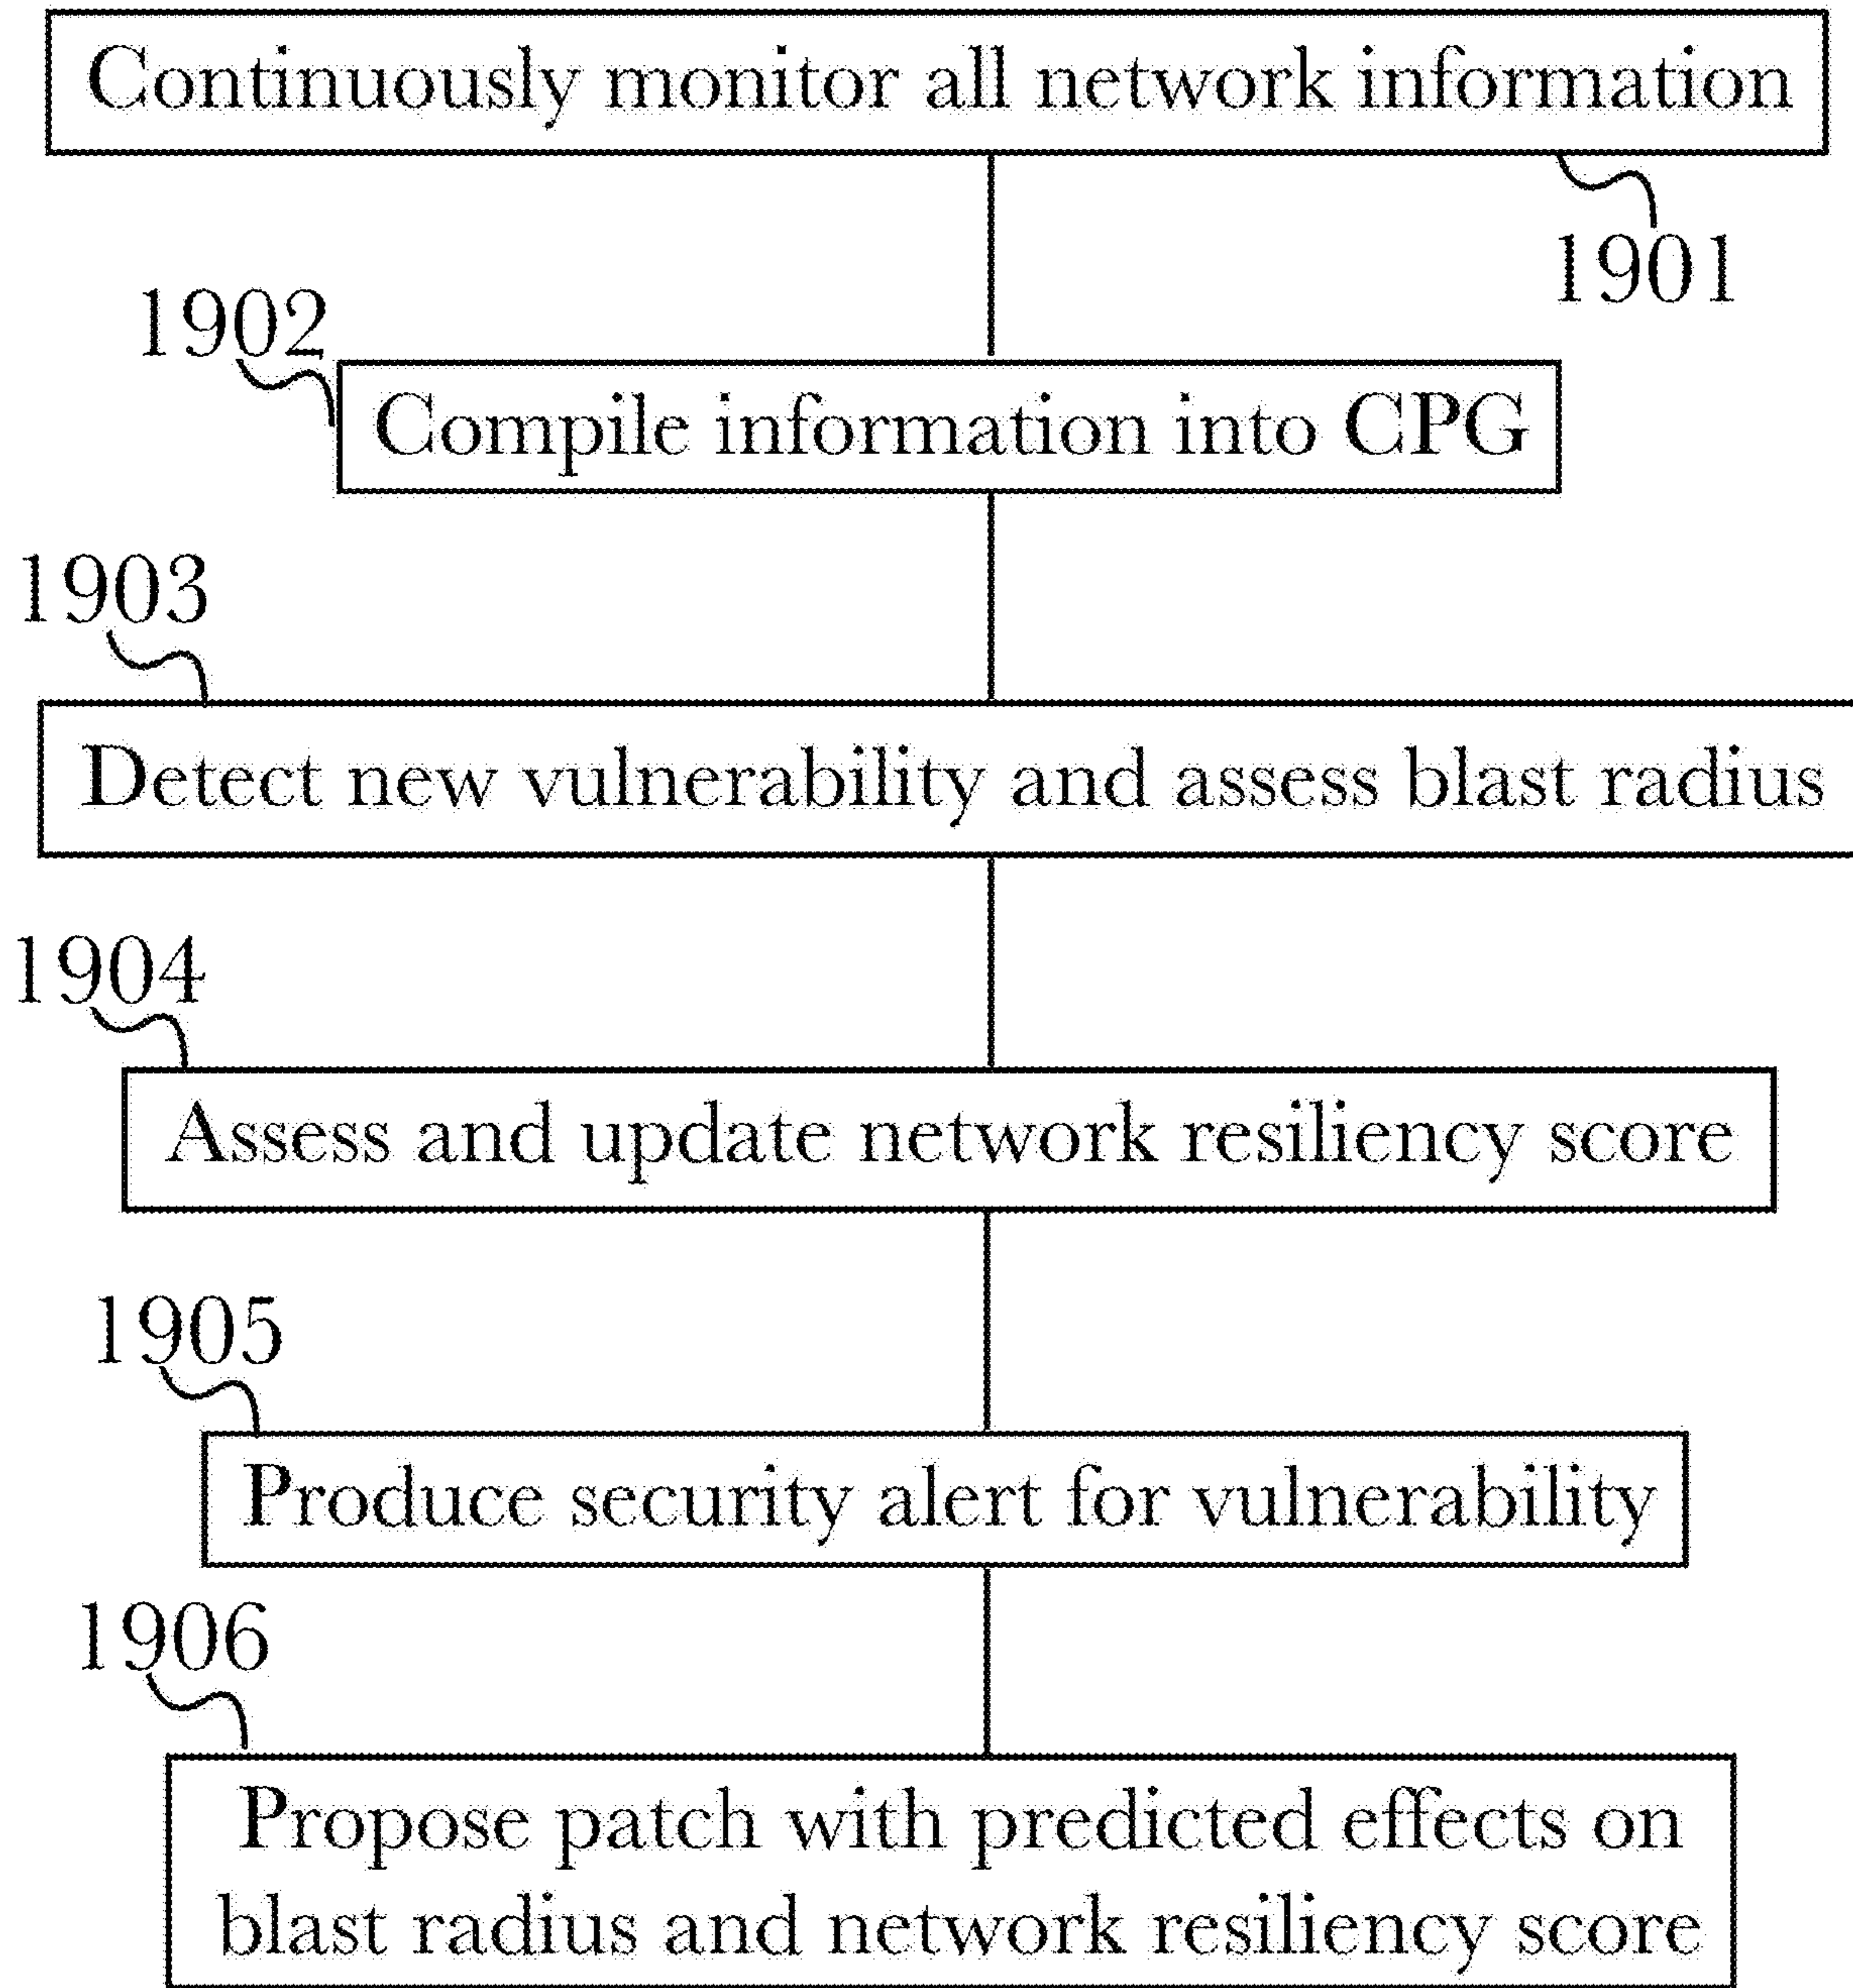 Continuously monitor all network information
1901
1902
Compile information into CPG
1903
Detect new vulnerability and assess blast radius
1904
Assess and update network resiliency score
1905
Produce security alert for vulnerability
1906
Propose patch with predicted effects on
blast radius and network resiliency score